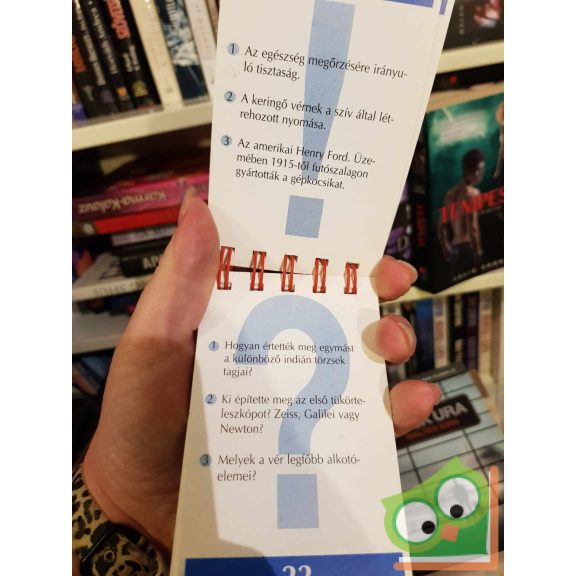 1 Az egészség megőrzésére irányu-
ló tisztaság.
2 A keringő vérnek a szív által lét-
rehozott nyomása.
3 Az amerikai Henry Ford. Üze-
mében 1915-től futószalagon
gyártották a gépkocsikat.
1 Hogyan értették meg egymást
a különböző indián törzsek
tagjai?
2 Ki építette meg az első tükörte-
leszkópot? Zeiss, Galilei vagy
Newton?
3 Melyek a vér legfőbb alkotó-
elemei?
Karma-Kalauz